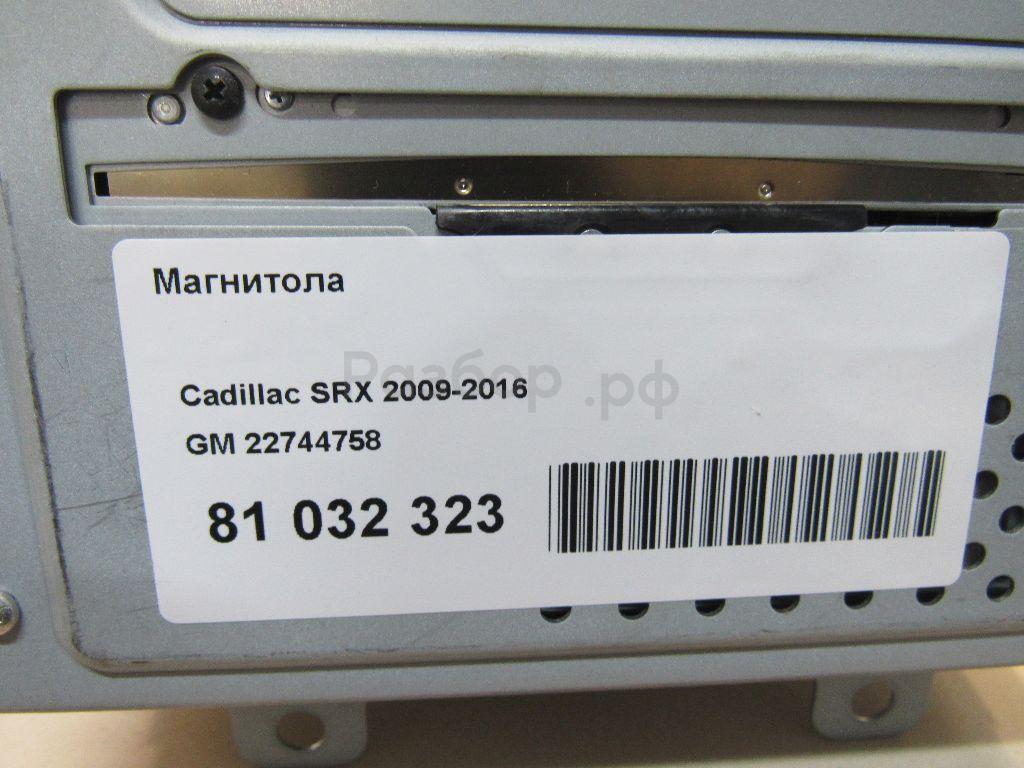 Магнитола
Разбор.рф
Cadillac SRX 2009-2016
GM 22744758
81 032 323